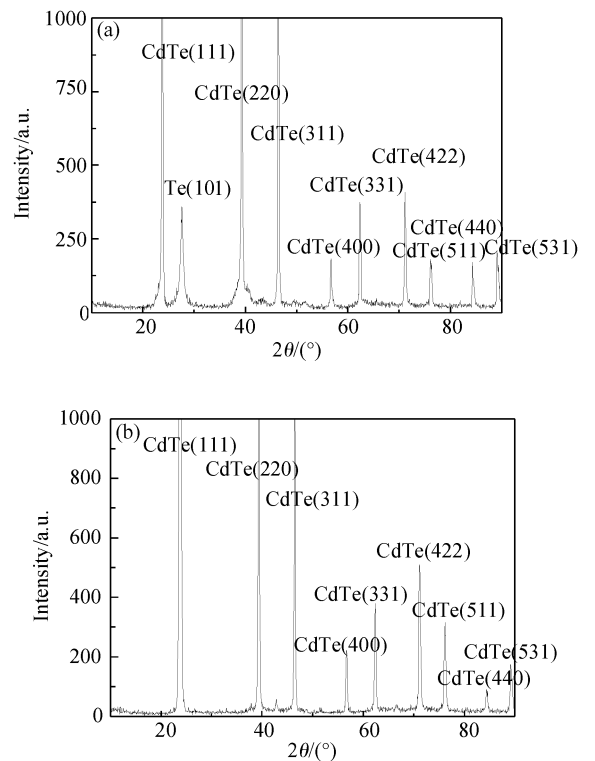 1000
(a)
CdTe(111)
750
CdTe(220)
CdTe(311)
500
CdTe(422)
Te(101)
CdTe(331)
250
CdTe(440)
CdTe(400)
CdTe(511)
CdTe(531)
0
20
40
60
80
2θ/(°)
Intensity/a.u.
1000
(b)
CdTe(111)
800
CdTe(220)
CdTe(311)
600
CdTe(422)
400
CdTe(331)
CdTe(511)
200
CdTe(400)
CdTe(531)
CdTe(440)
0
0
20
40
60
80
2θ/(°)
Intensity/a.u.